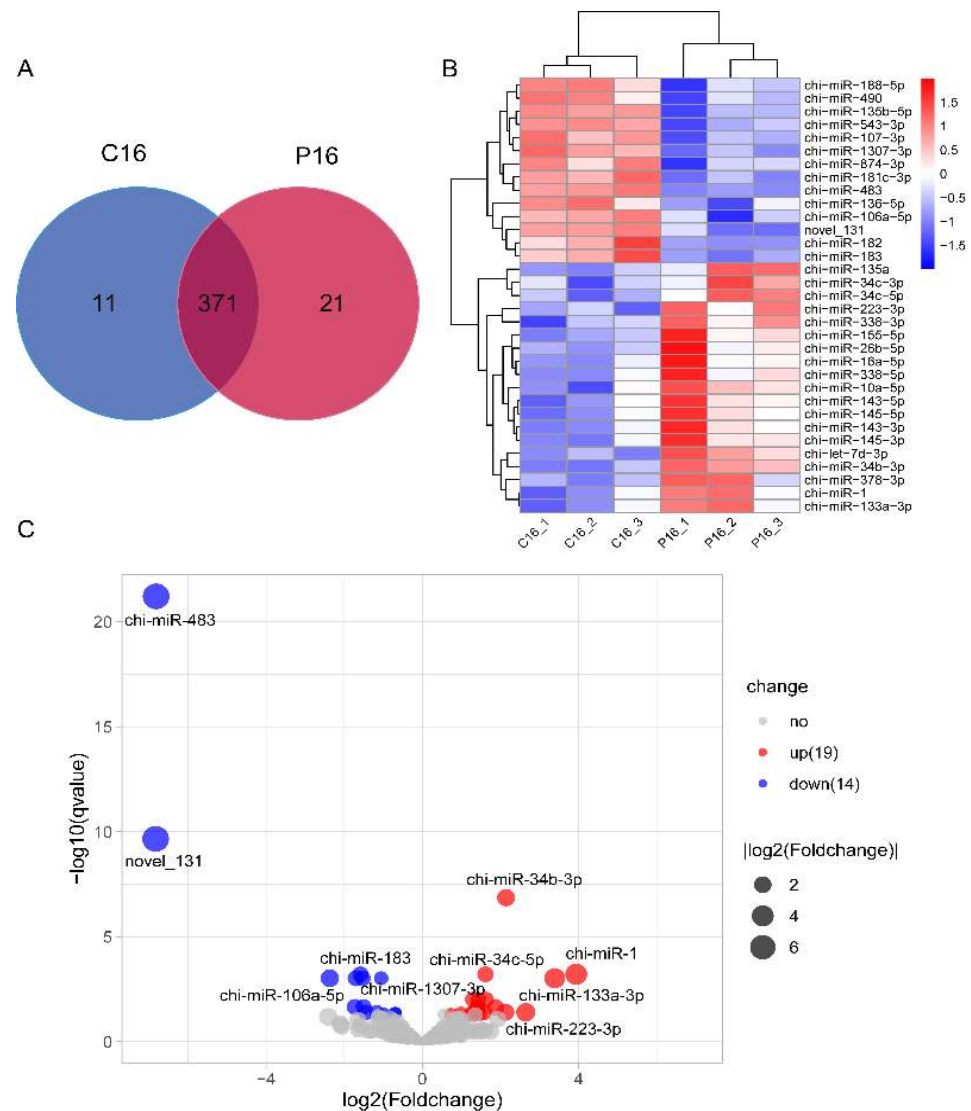 A
C16
P16
11
371
21
B
chi-miR-188-5p
chi-miR-490
chi-miR-135b-5p
chi-miR-543-3p
chi-miR-107-3p
chi-miR-1307-3p
chi-miR-874-3p
chi-miR-181c-3p
chi-miR-483
chi-miR-136-5p
chi-miR-106a-5p
novel_131
chi-miR-182
chi-miR-183
chi-miR-135a
chi-miR-34c-3p
chi-miR-34c-5p
chi-miR-223-3p
chi-miR-338-3p
chi-miR-155-5p
chi-miR-26b-5p
chi-miR-18a-5p
chi-miR-338-5p
chi-miR-10a-5p
chi-miR-143-5p
chi-miR-145-5p
chi-miR-143-3p
chi-miR-145-3p
chi-let-7d-3p
chi-miR-34b-3p
chi-miR-378-3p
chi-miR-1
chi-miR-133a-3p
1.5
1
0.5
0
-0.5
-1
-1.5
C16_1
C16_2
C16_3
P16_1
P16_2
P16_3
C
-log10(qvalue)
20
15
10
5
0
chi-miR-483
novel_131
chi-miR-34b-3p
chi-miR-183
chi-miR-34c-5p
chi-miR-1
chi-miR-1307-3p
chi-miR-106a-5p
chi-miR-133a-3p
chi-miR-223-3p
-4
0
4
log2(Foldchange)
change
no
up(19)
down(14)
|log2(Foldchange)|
2
4
6